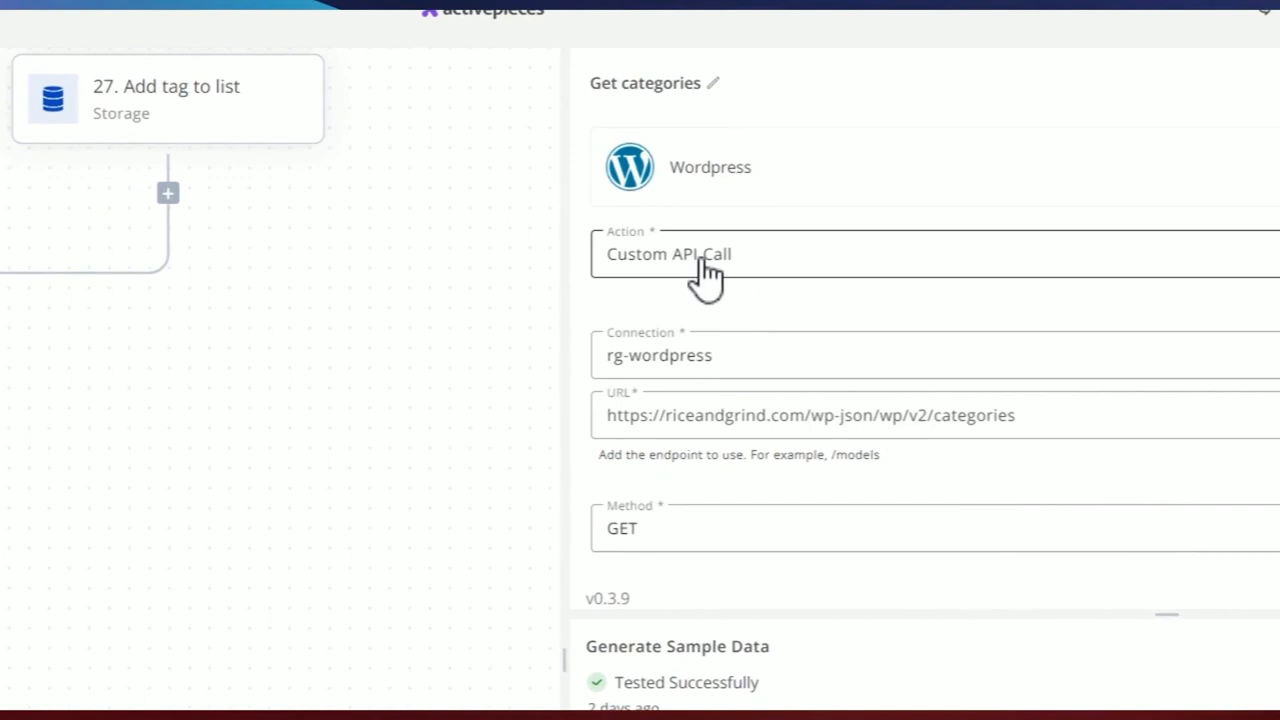 activepieces
27. Add tag to list
Storage
Get categories
Wordpress
Action *
Custom API Call
Connection *
rg-wordpress
URL*
https://riceandgrind.com/wp-json/wp/v2/categories
Add the endpoint to use. For example, /models
Method *
GET
v0.3.9
Generate Sample Data
Tested Successfully
2 days ago